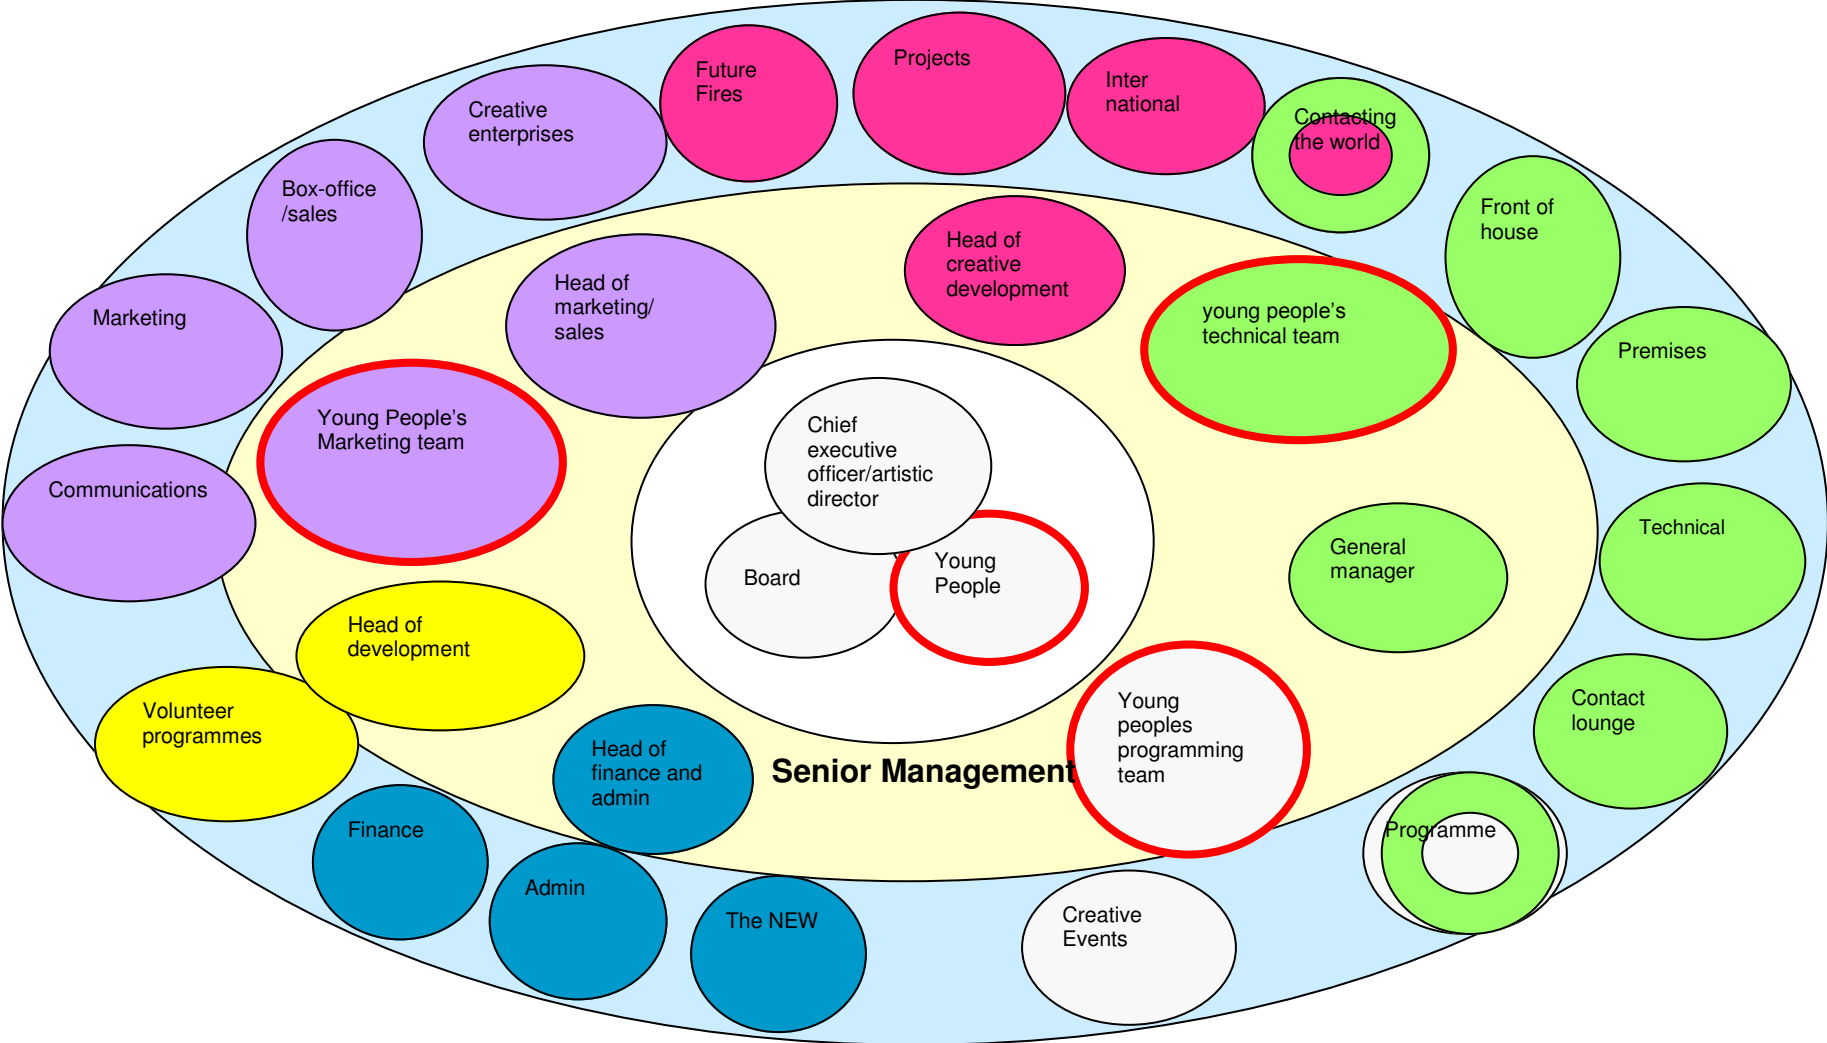 Future
Fires
Projects
Inter
national
Contacting
the world
Creative
enterprises
Box-office
/sales
Front of
house
Marketing
Head of
marketing/
sales
Head of
creative
development
young people’s
technical team
Premises
Young People’s
Marketing team
Chief
executive
officer/artistic
director
Communications
Board
Young
People
General
manager
Technical
Head of
development
Volunteer
programmes
Head of
finance and
admin
Senior Management
Young
peoples
programming
team
Contact
lounge
Finance
Admin
The NEW
Creative
Events
Programme